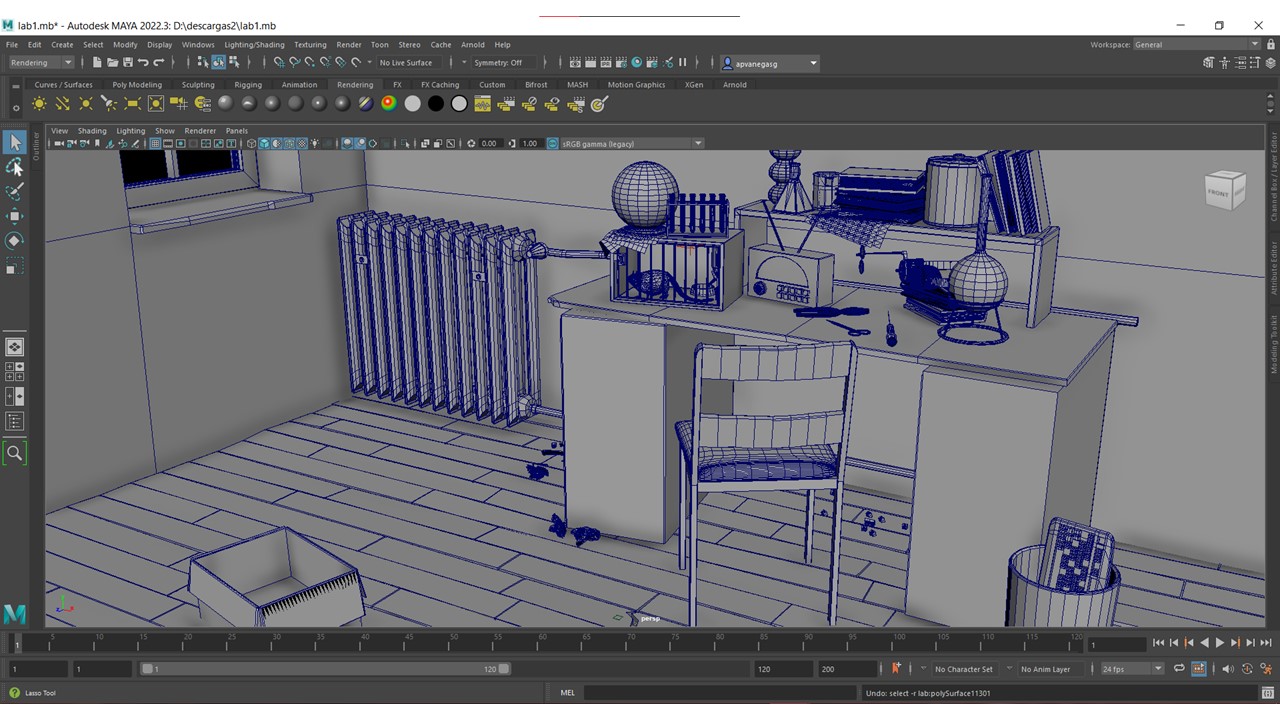 lab1.mb* - Autodesk MAYA 2022.3: D:\descargas2\lab1.mb
File Edit Create Select Modify Display Windows Lighting/Shading Texturing Render Toon Stereo Cache Arnold Help
Workspace: General
Rendering No Live Surface Symmetry: Off apvanegasg
Curves / Surfaces Poly Modeling Sculpting Rigging Animation Rendering FX FX Caching Custom Bifrost MASH Motion Graphics XGen Arnold
View Shading Lighting Show Renderer Panels
0.00 1.00 sRGB gamma (legacy)
Outliner
Channel Box / Layer Editor
Attribute Editor
Modeling Toolkit
FRONT
persp
1 5 10 15 20 25 30 35 40 45 50 55 60 65 70 75 80 85 90 95 100 105 110 115 120 1
1 1 1 120 120 200 No Character Set No Anim Layer 24 fps
Lasso Tool MEL Undo: select -r lab:polySurface11301